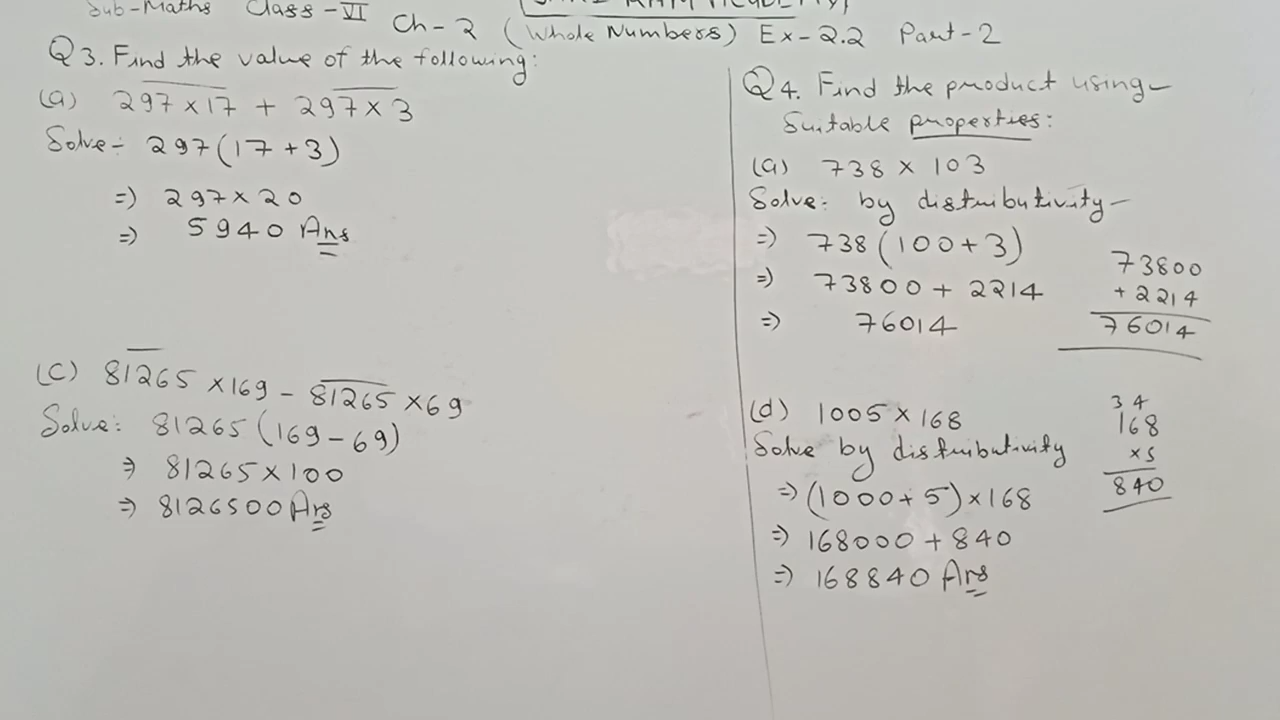 Sub-Maths Class-VI
Ch-2 (Whole Numbers) Ex-2.2 Part-2
Q3. Find the value of the following:
(a) 297×17 + 297×3
Solve- 297(17+3)
⇒) 297×20
⇒) 5940 Ans
(c) 81265×169 - 81265×69
Solve: 81265(169-69)
⇒ 81265×100
⇒ 8126500 Ans
Q4. Find the product using-
Suitable properties:
(a) 738 × 103
Solve: by distributivity-
⇒) 738(100+3)
⇒) 73800 + 2214
⇒) 76014
73800
+2214
76014
(d) 1005×168
Solve by distributivity
⇒) (1000+5)×168
⇒) 168000 + 840
⇒) 168840 Ans
34
168
×5
840